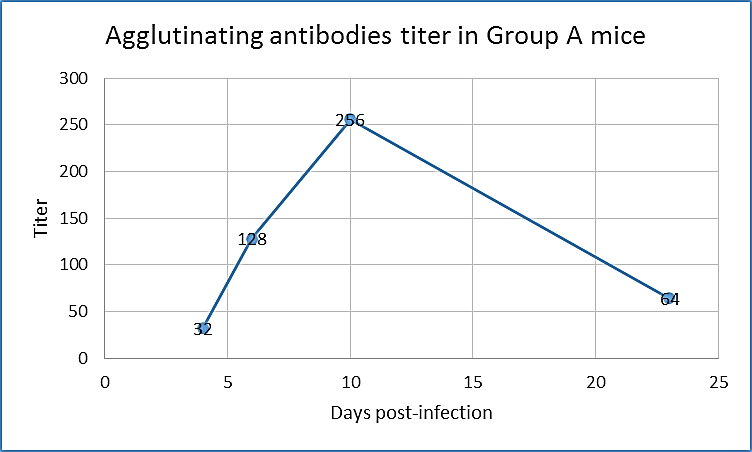 Agglutinating antibodies titer in Group A mice
300
250
200
150
100
50
0
Titer
256
128
32
64
0 5 10 15 20 25
Days post-infection